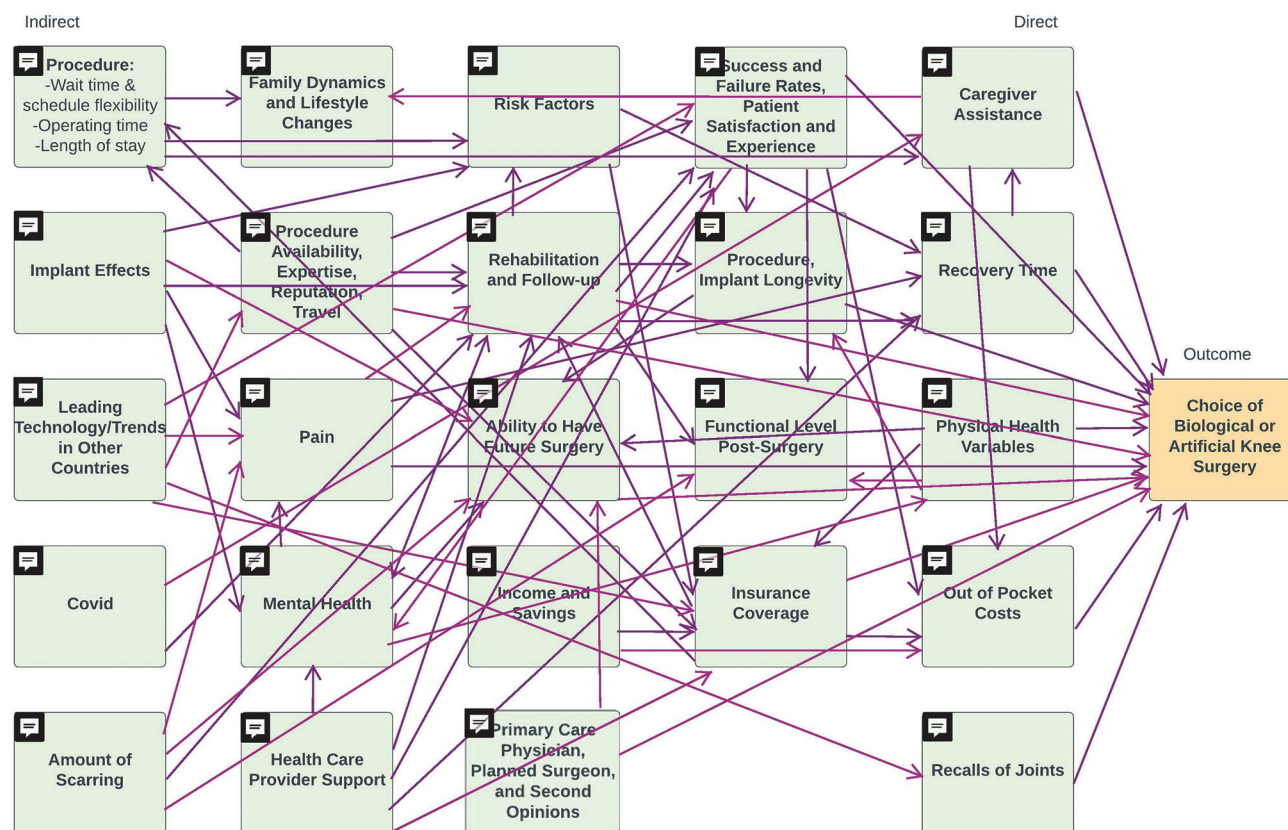 Indirect
Direct
Procedure:
-Wait time &
schedule flexibility
-Operating time
-Length of stay
Family Dynamics
and Lifestyle
Changes
Risk Factors
Success and
Failure Rates,
Patient
Satisfaction and
Experience
Caregiver
Assistance
Implant Effects
Procedure
Availability,
Expertise,
Reputation,
Travel
Rehabilitation
and Follow-up
Procedure,
Implant Longevity
Recovery Time
Outcome
Leading
Technology/Trends
in Other
Countries
Pain
Ability to Have
Future Surgery
Functional Level
Post-Surgery
Physical Health
Variables
Choice of
Biological or
Artificial Knee
Surgery
Covid
Mental Health
Income and
Savings
Insurance
Coverage
Out of Pocket
Costs
Amount of
Scarring
Health Care
Provider Support
Primary Care
Physician,
Planned Surgeon,
and Second
Opinions
Recalls of Joints